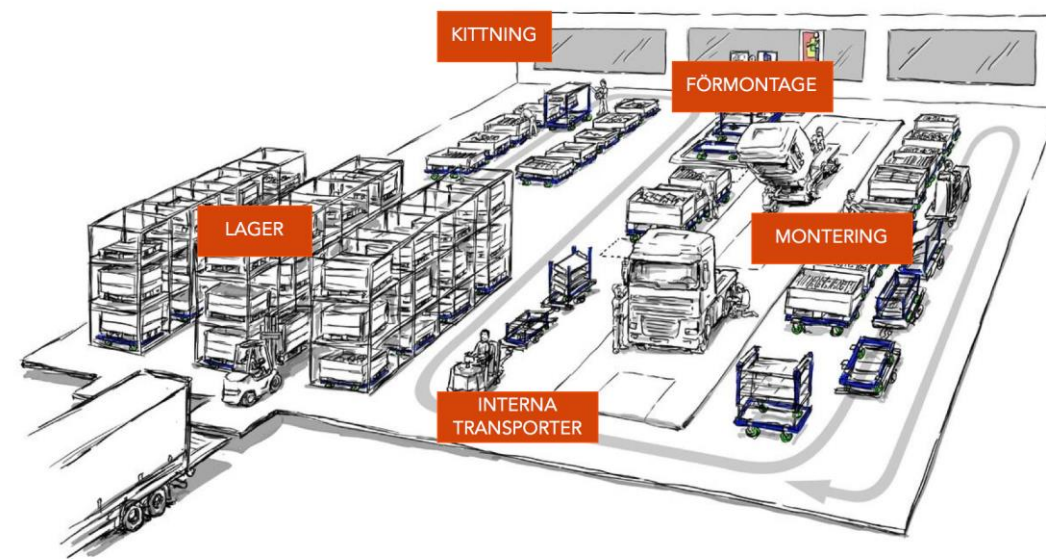 KITTNING
FÖRMONTAGE
LAGER
MONTERING
INTERNA
TRANSPORTER